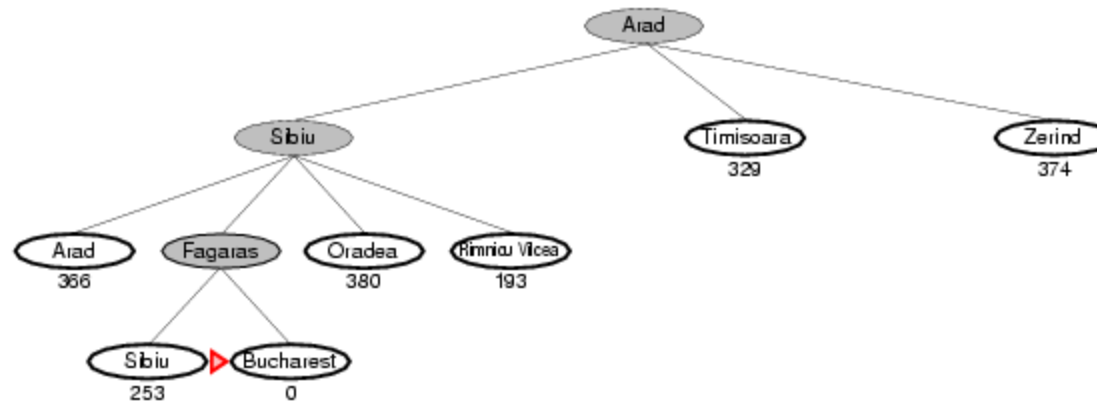 Arad
Sibiu
Timisoara
Zerind
329
374
Arad
Fagaras
Oradea
Rimnicu Vilcea
366
380
193
Sibiu
Bucharest
253
0